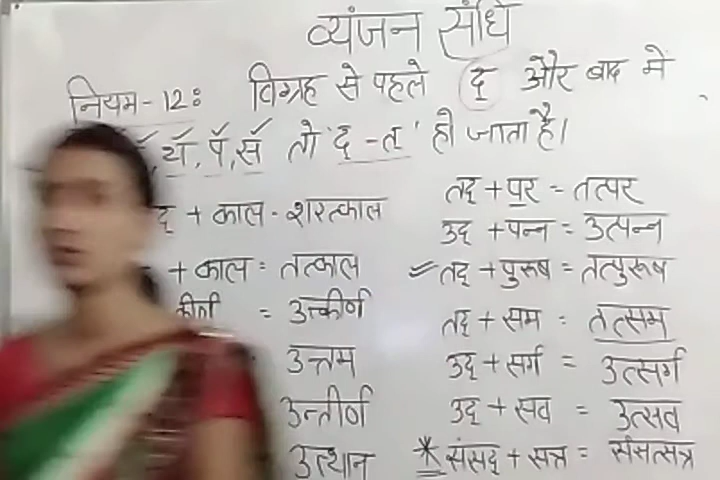 व्यंजन संधि
नियम - 12: विग्रह से पहले द् और बाद में
थॅ, पॅ, सॅ तो 'द् - त्' हो जाता है।
द् + काल - शरत्काल
+ काल = तत्काल
कीर्ण = उत्कीर्ण
उत्तम
उत्तीर्ण
उत्थान
तद् + पर = तत्पर
उद् + पन्न = उत्पन्न
तद् + पुरूष = तत्पुरूष
तद् + सम = तत्सम
उद् + सर्ग = उत्सर्ग
उद् + सव = उत्सव
* संसद् + सत्र = संसत्सत्र